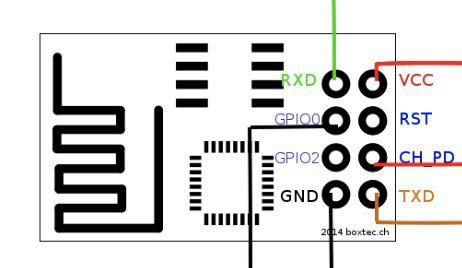 RXD VCC
GPIO0 RST
GPIO2 CH_PD
GND TXD
2014 boxtec.ch